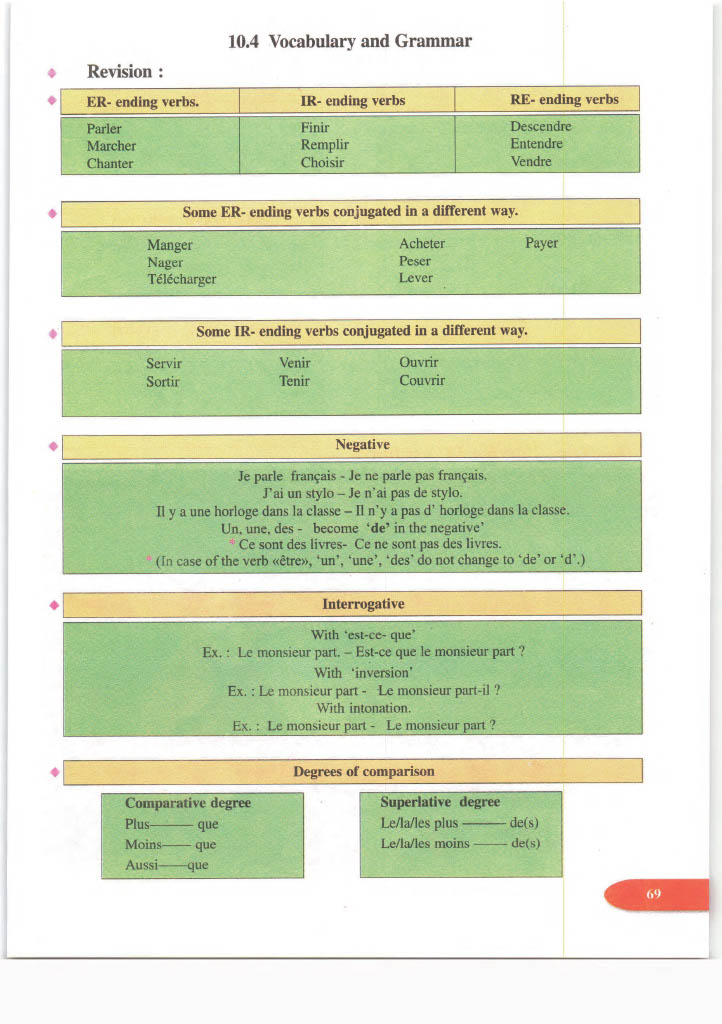 10.4 Vocabulary and Grammar
Revision :
ER- ending verbs. IR- ending verbs RE- ending verbs
Parler Finir Descendre
Marcher Remplir Entendre
Chanter Choisir Vendre
Some ER- ending verbs conjugated in a different way.
Manger Acheter Payer
Nager Peser
Télécharger Lever
Some IR- ending verbs conjugated in a different way.
Servir Venir Ouvrir
Sortir Tenir Couvrir
Negative
Je parle français - Je ne parle pas français.
J'ai un stylo – Je n'ai pas de stylo.
Il y a une horloge dans la classe – Il n'y a pas d' horloge dans la classe.
Un, une, des - become 'de' in the negative'
* Ce sont des livres- Ce ne sont pas des livres.
* (In case of the verb «être», 'un', 'une', 'des' do not change to 'de' or 'd'.)
Interrogative
With 'est-ce- que'
Ex. : Le monsieur part. – Est-ce que le monsieur part ?
With 'inversion'
Ex. : Le monsieur part - Le monsieur part-il ?
With intonation.
Ex. : Le monsieur part - Le monsieur part ?
Degrees of comparison
Comparative degree
Plus——— que
Moins—— que
Aussi——que
Superlative degree
Le/la/les plus ——— de(s)
Le/la/les moins —— de(s)
69